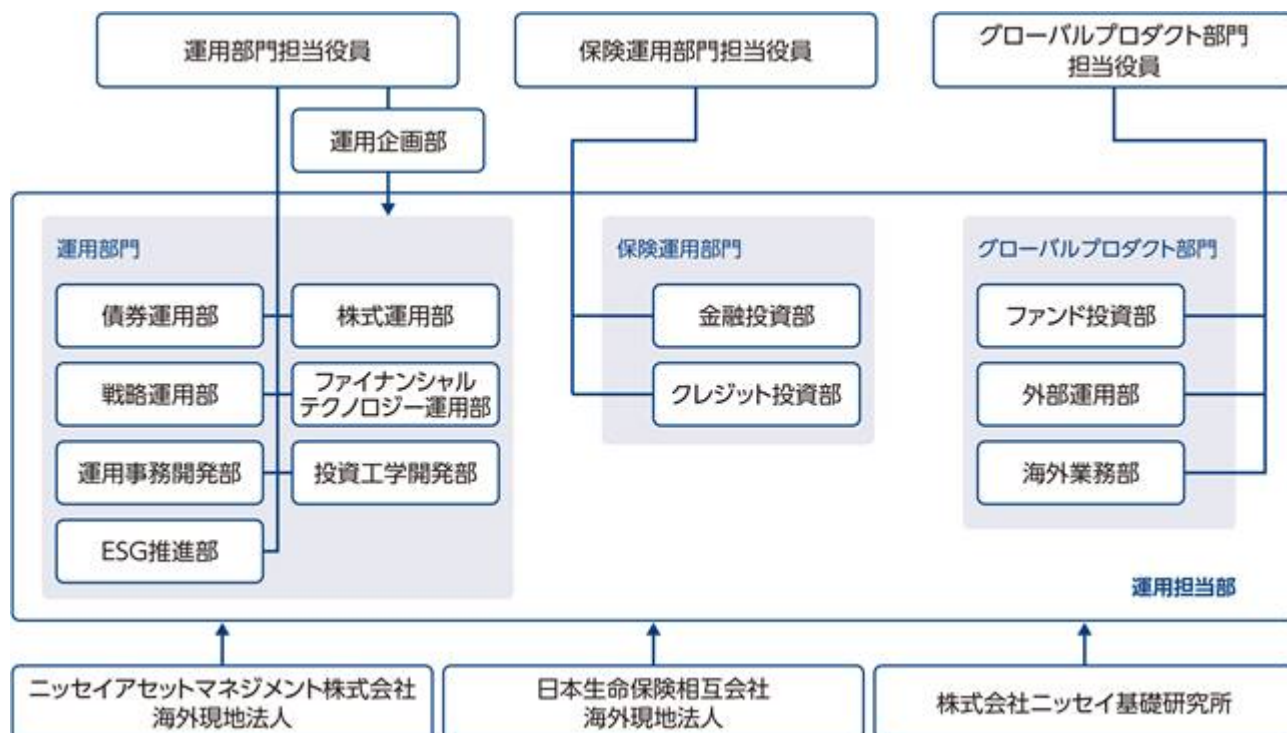 運用部門担当役員
保険運用部門担当役員
グローバルプロダクト部門
担当役員
運用企画部
運用部門
保険運用部門
グローバルプロダクト部門
債券運用部
株式運用部
金融投資部
ファンド投資部
戦略運用部
ファイナンシャル
テクノロジー運用部
クレジット投資部
外部運用部
運用事務開発部
投資工学開発部
海外業務部
ESG推進部
運用担当部
ニッセイアセットマネジメント株式会社
海外現地法人
日本生命保険相互会社
海外現地法人
株式会社ニッセイ基礎研究所